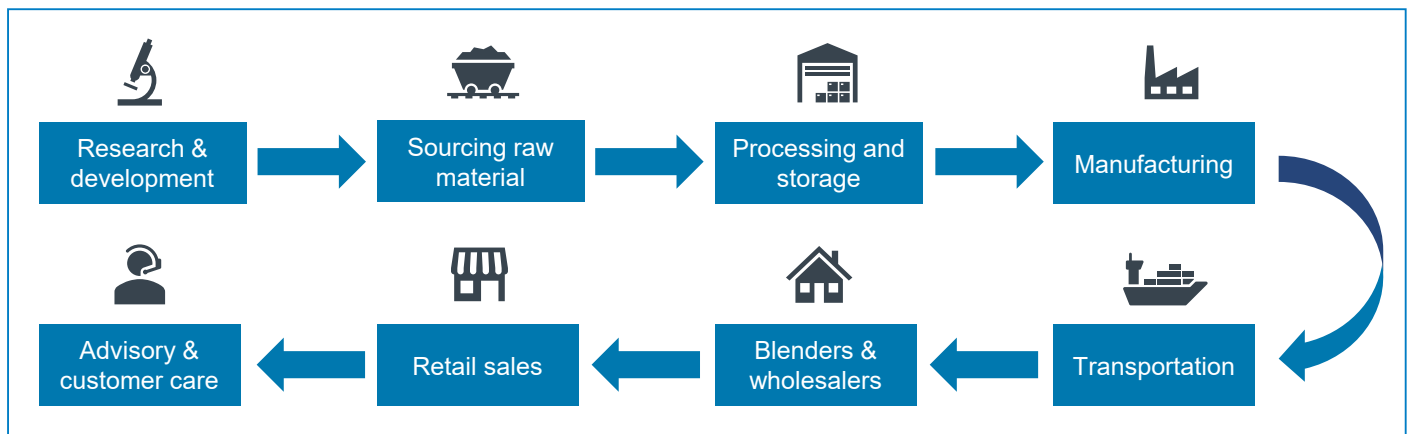 Research &
development
Sourcing raw
material
Processing and
storage
Manufacturing
Transportation
Blenders &
wholesalers
Retail sales
Advisory &
customer care